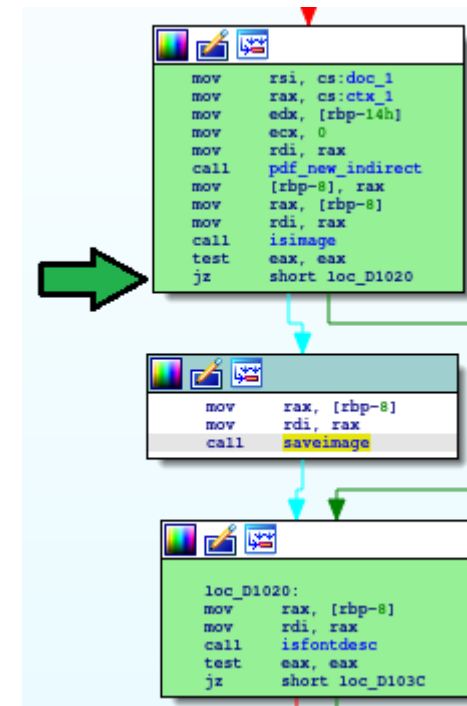 mov rsi, cs:doc_1
mov rax, cs:ctx_1
mov edx, [rbp-14h]
mov ecx, 0
mov rdi, rax
call pdf_new_indirect
mov [rbp-8], rax
mov rax, [rbp-8]
mov rdi, rax
call isimage
test eax, eax
jz short loc_D1020
mov rax, [rbp-8]
mov rdi, rax
call saveimage
loc_D1020:
mov rax, [rbp-8]
mov rdi, rax
call isfontdesc
test eax, eax
jz short loc_D103C